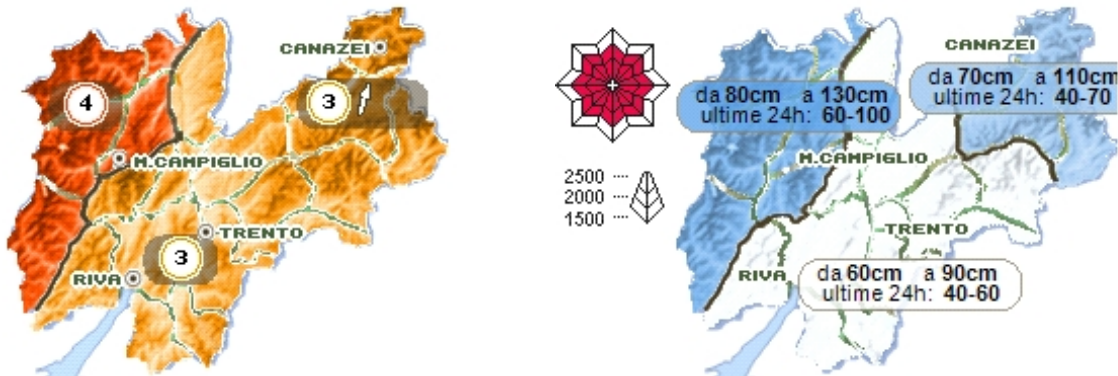 CANAZEI
4
3
M.CAMPIGLIO
TRENTO
3
RIVA
CANAZEI
da 70cm a 110cm
ultime 24h: 40-70
da 80cm a 130cm
ultime 24h: 60-100
M.CAMPIGLIO
2500
2000
1500
TRENTO
RIVA
da 60cm a 90cm
ultime 24h: 40-60